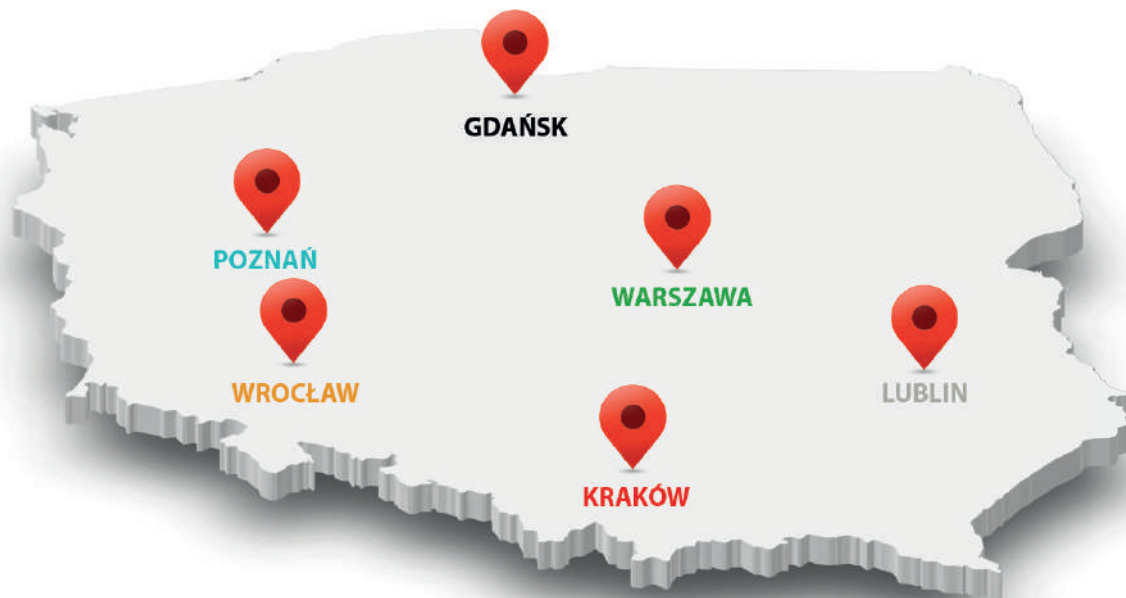 GDAŃSK
POZNAŃ
WARSZAWA
WROCŁAW
LUBLIN
KRAKÓW